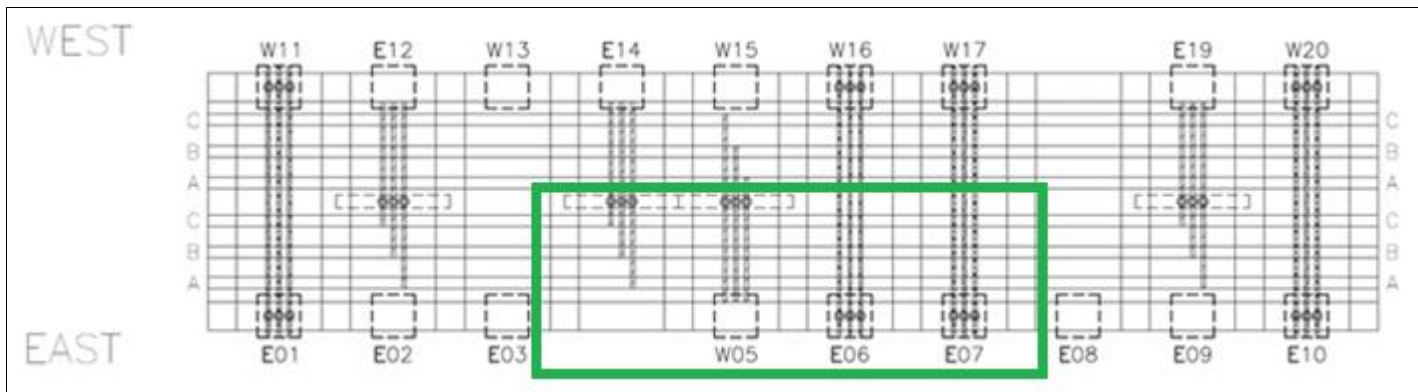 WEST
W11 E12 W13 E14 W15 W16 W17 E19 W20
C C
B B
A A
C C
B B
A A
E01 E02 E03 W05 E06 E07 E08 E09 E10
EAST